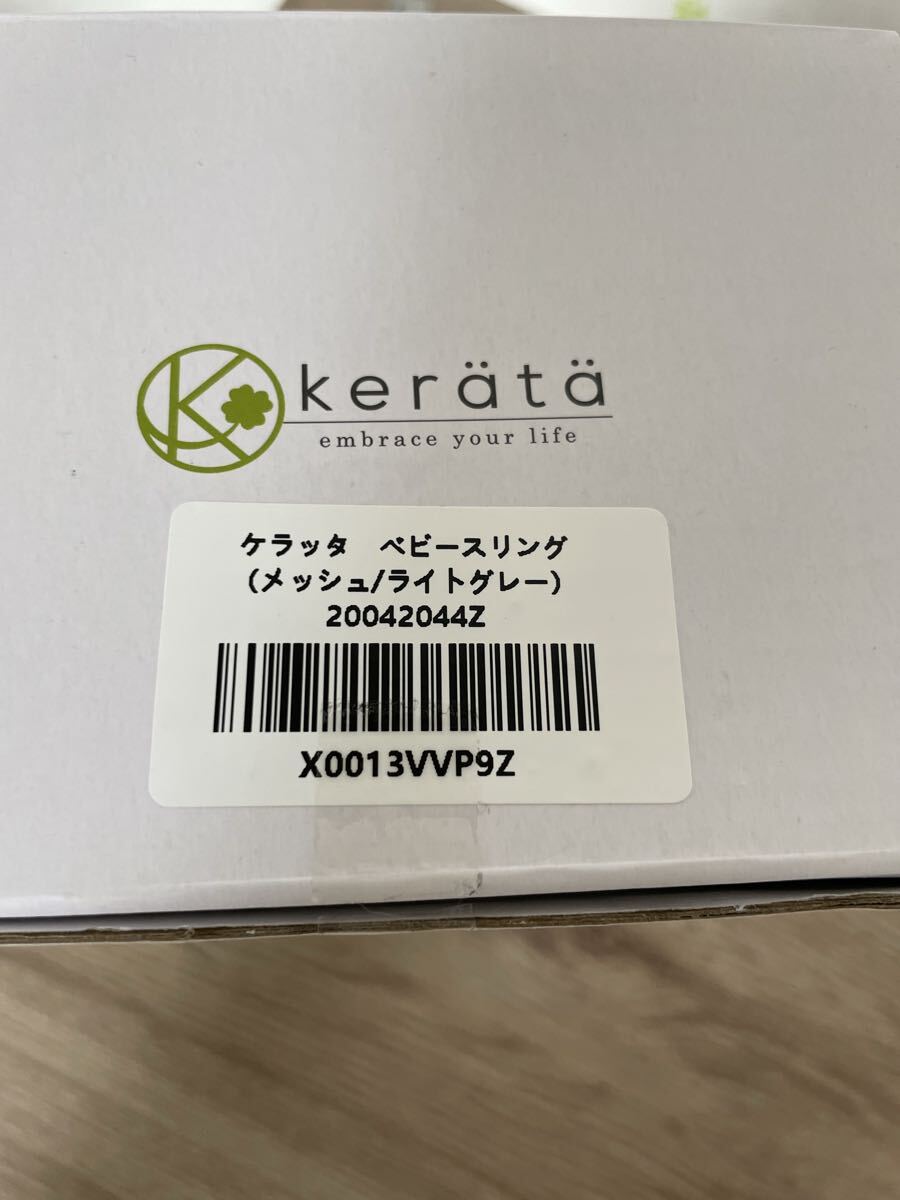 kerätä
embrace your life
ケラッタ　ベビースリング
(メッシュ/ライトグレー)
20042044Z
X0013VVP9Z